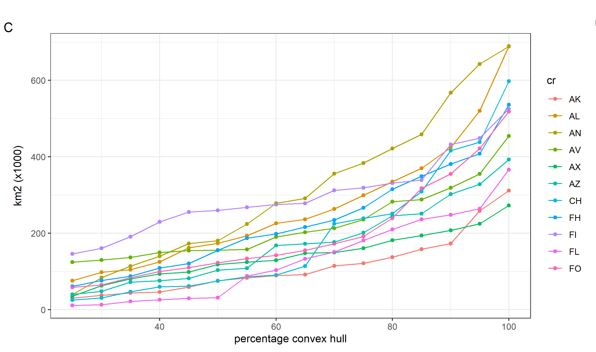 C
cr
600
AK
AL
AN
400
AV
AX
km2 (x1000)
AZ
CH
200
FH
FI
FL
FO
0
40
60
80
100
percentage convex hull